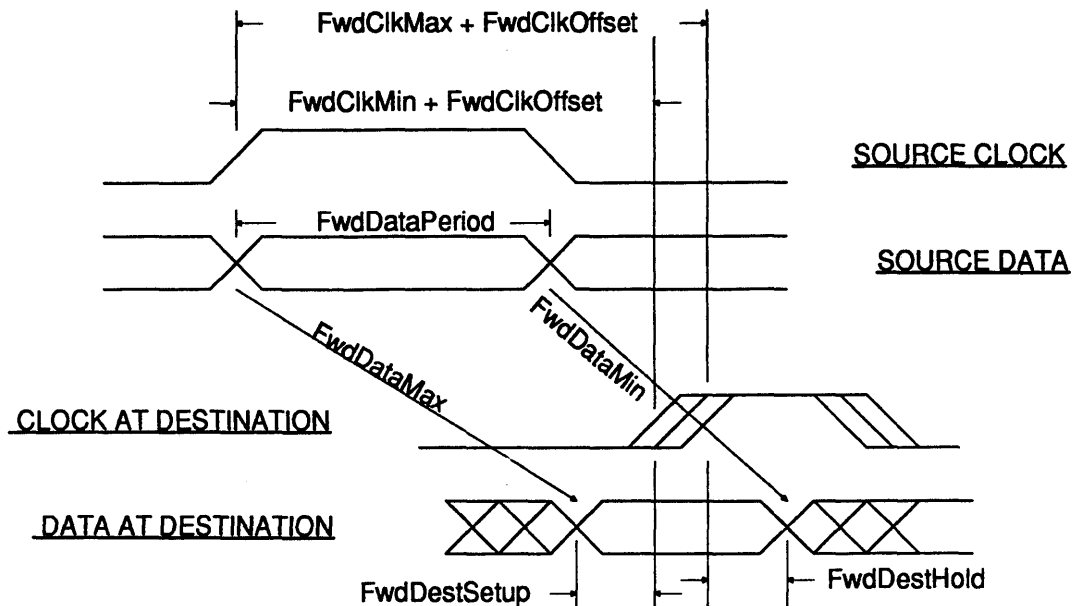 FwdClkMax + FwdClkOffset
FwdClkMin + FwdClkOffset
SOURCE CLOCK
FwdDataPeriod
SOURCE DATA
FwdDataMax
FwdDataMin
CLOCK AT DESTINATION
DATA AT DESTINATION
FwdDestSetup
FwdDestHold